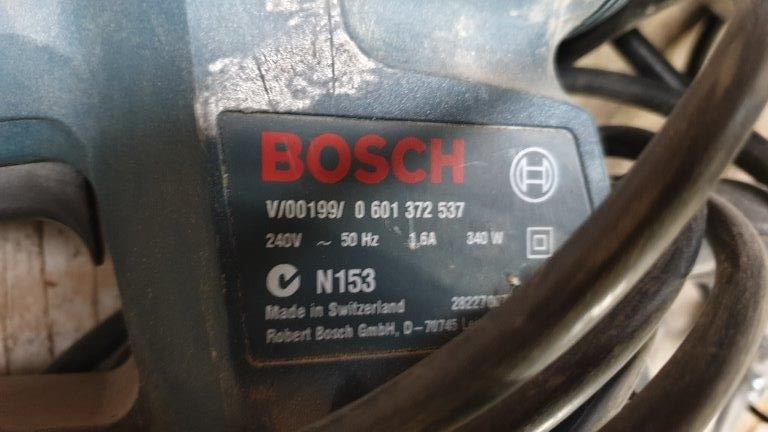 BOSCH
V/00199/ 0 601 372 537
240V ~ 50 Hz 1,6A 340 W
N153
Made in Switzerland
Robert Bosch GmbH, D-70745